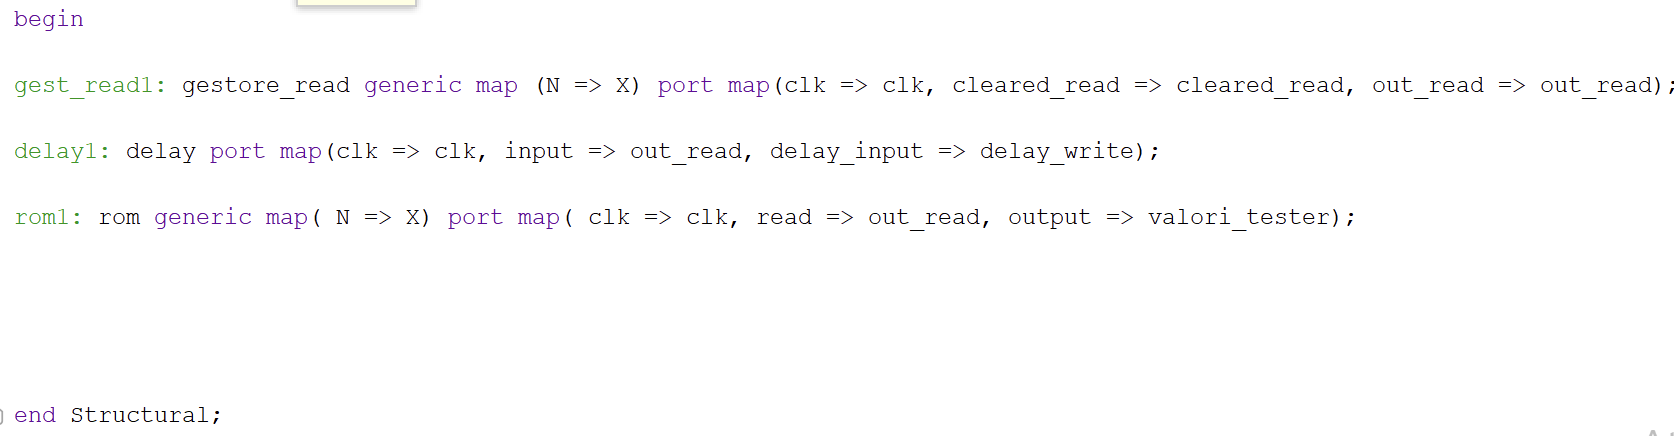 begin
gest_read1: gestore_read generic map (N => X) port map(clk => clk, cleared_read => cleared_read, out_read => out_read);
delay1: delay port map(clk => clk, input => out_read, delay_input => delay_write);
rom1: rom generic map( N => X) port map( clk => clk, read => out_read, output => valori_tester);
end Structural;